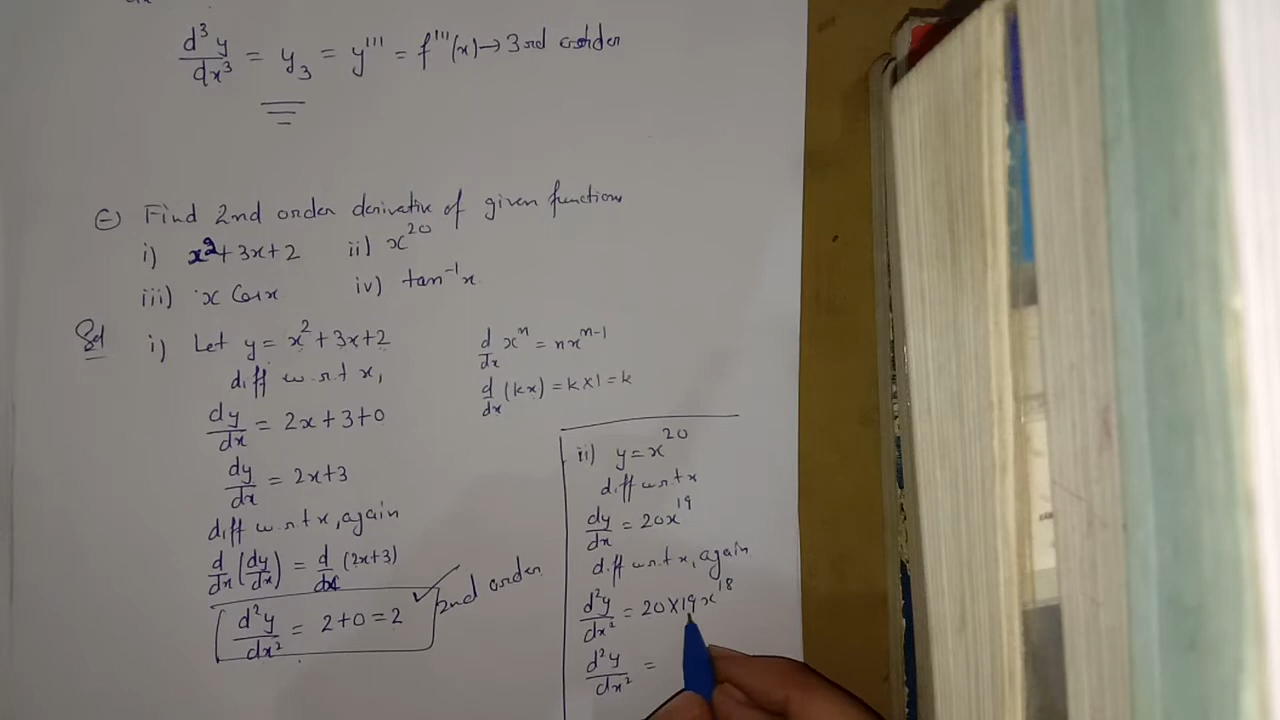 d³y/dx³ = y₃ = y''' = f'''(x) → 3rd order
Find 2nd order derivative of given functions
i) x²+3x+2 ii) x²⁰
iii) x Cosx iv) tan⁻¹x
Sol i) Let y = x²+3x+2
diff w.r.t x,
dy/dx = 2x+3+0
dy/dx = 2x+3
diff w.r.t x, again
d/dx (dy/dx) = d/dx (2x+3)
d²y/dx² = 2+0 = 2 2nd order
d/dx xⁿ = nxⁿ⁻¹
d/dx (kx) = k×1 = k
ii) y = x²⁰
diff w.r.t x
dy/dx = 20x¹⁹
diff w.r.t x, again
d²y/dx² = 20×19x¹⁸
d²y/dx² =